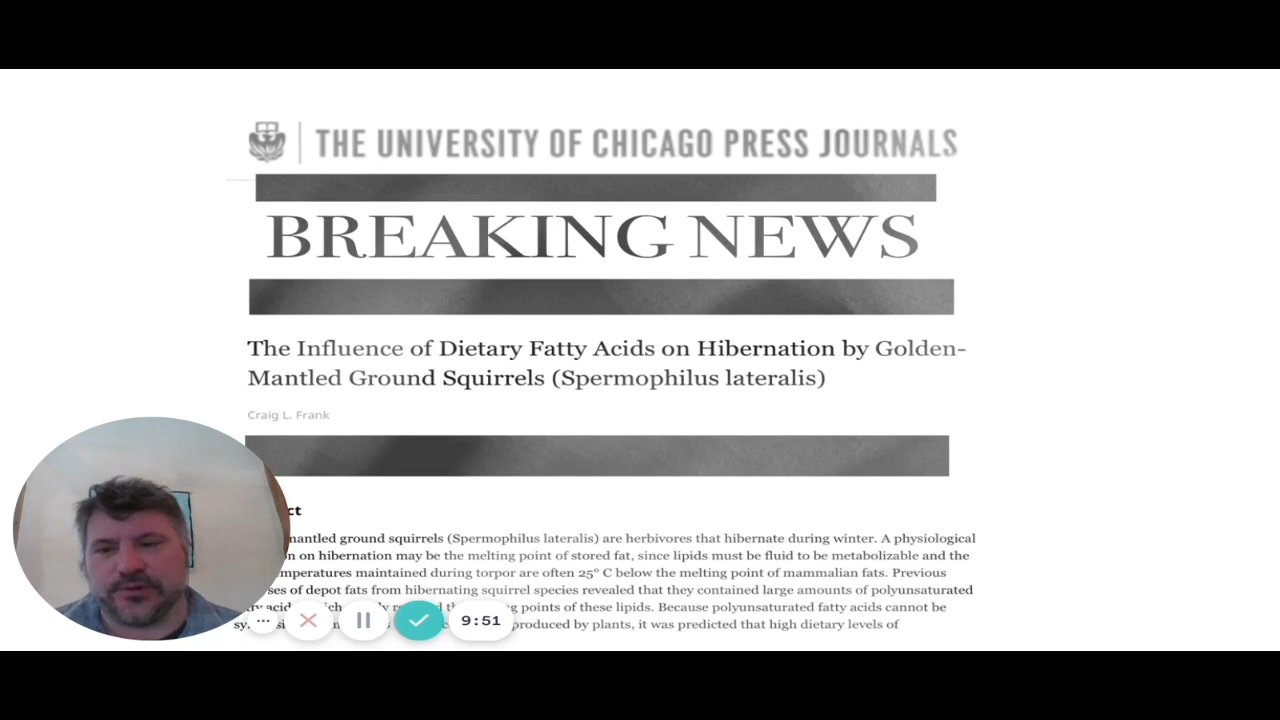 THE UNIVERSITY OF CHICAGO PRESS JOURNALS
BREAKING NEWS
The Influence of Dietary Fatty Acids on Hibernation by Golden-
Mantled Ground Squirrels (Spermophilus lateralis)
Craig L. Frank
ct
mantled ground squirrels (Spermophilus lateralis) are herbivores that hibernate during winter. A physiological
n on hibernation may be the melting point of stored fat, since lipids must be fluid to be metabolizable and the
mperatures maintained during torpor are often 25° C below the melting point of mammalian fats. Previous
ses of depot fats from hibernating squirrel species revealed that they contained large amounts of polyunsaturated
points of these lipids. Because polyunsaturated fatty acids cannot be
produced by plants, it was predicted that high dietary levels of
9:51